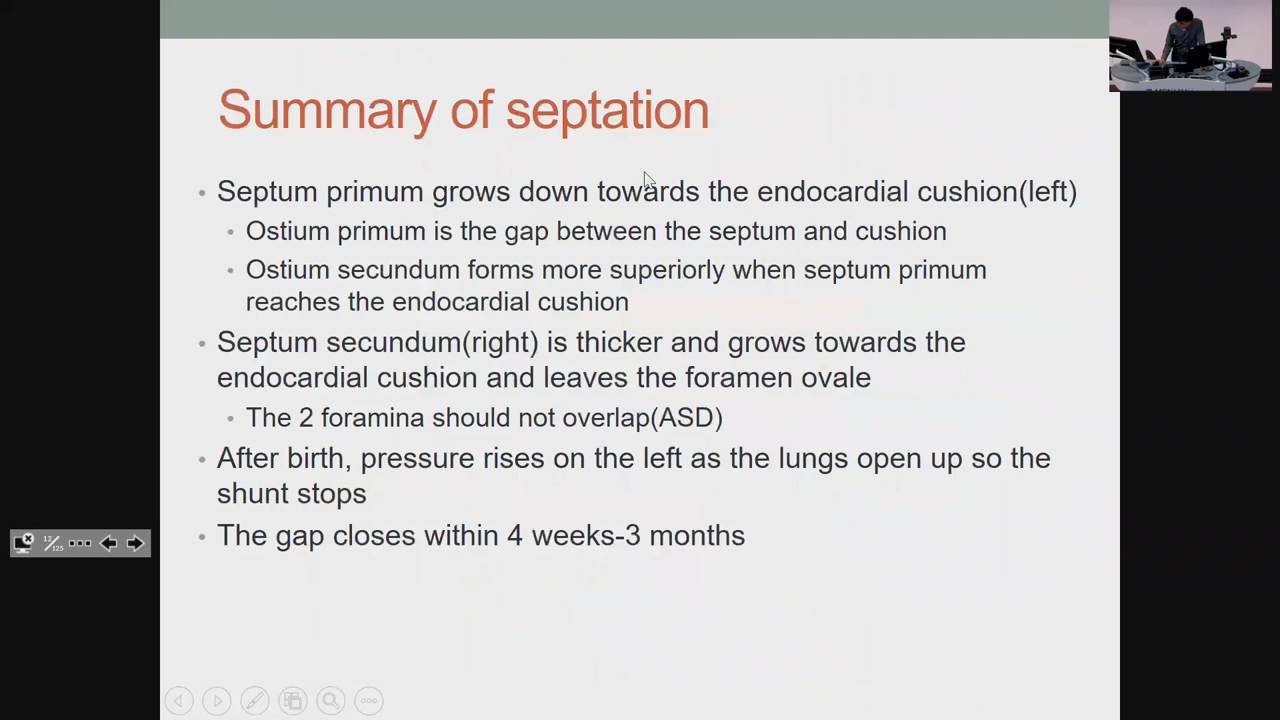 Summary of septation
• Septum primum grows down towards the endocardial cushion(left)
• Ostium primum is the gap between the septum and cushion
• Ostium secundum forms more superiorly when septum primum
reaches the endocardial cushion
• Septum secundum(right) is thicker and grows towards the
endocardial cushion and leaves the foramen ovale
• The 2 foramina should not overlap(ASD)
• After birth, pressure rises on the left as the lungs open up so the
shunt stops
• The gap closes within 4 weeks-3 months
12/125